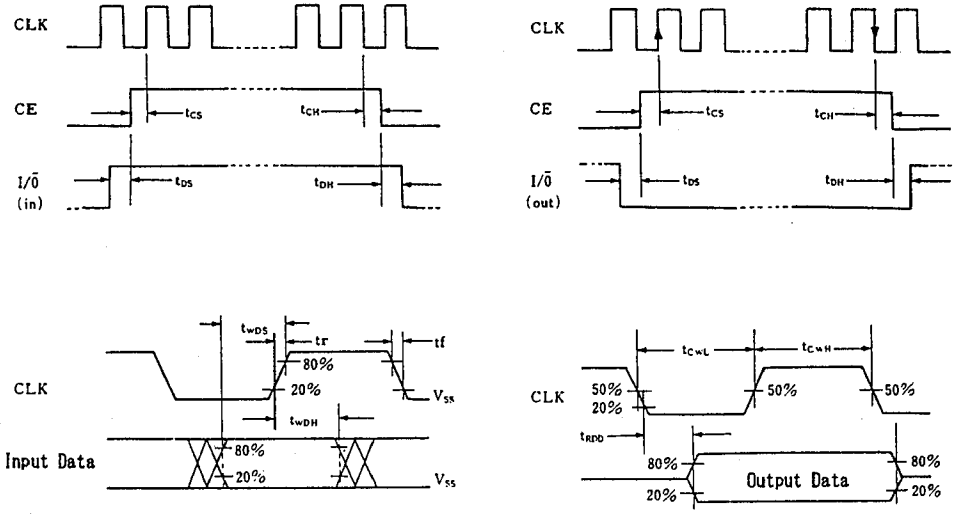 CLK
CE
tCS
tCH
I/Ō
(in)
tDS
tDH
CLK
CE
tCS
tCH
I/Ō
(out)
tDS
tDH
tWDS
tr
tf
CLK
80%
20%
VSS
tWDH
Input Data
80%
20%
VSS
tCWL
tCWH
CLK
50%
20%
50%
50%
tRDD
80%
20%
Output Data
80%
20%